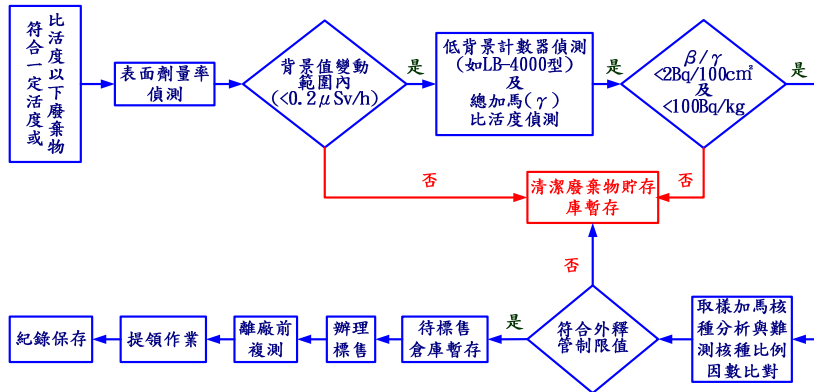 符合一定活度或
比活度以下廢棄物
表面劑量率
偵測
背景值變動
範圍內
(<0.2μSv/h)
是
低背景計數器偵測
(如LB-4000型)
及
總加馬(γ)
比活度偵測
是
β/γ
<2Bq/100cm²
及
<100Bq/kg
是
否
清潔廢棄物貯存
庫暫存
否
否
取樣加馬核
種分析與難
測核種比例
因數比對
符合外釋
管制限值
是
待標售
倉庫暫存
辦理
標售
離廠前
複測
提領作業
紀錄保存